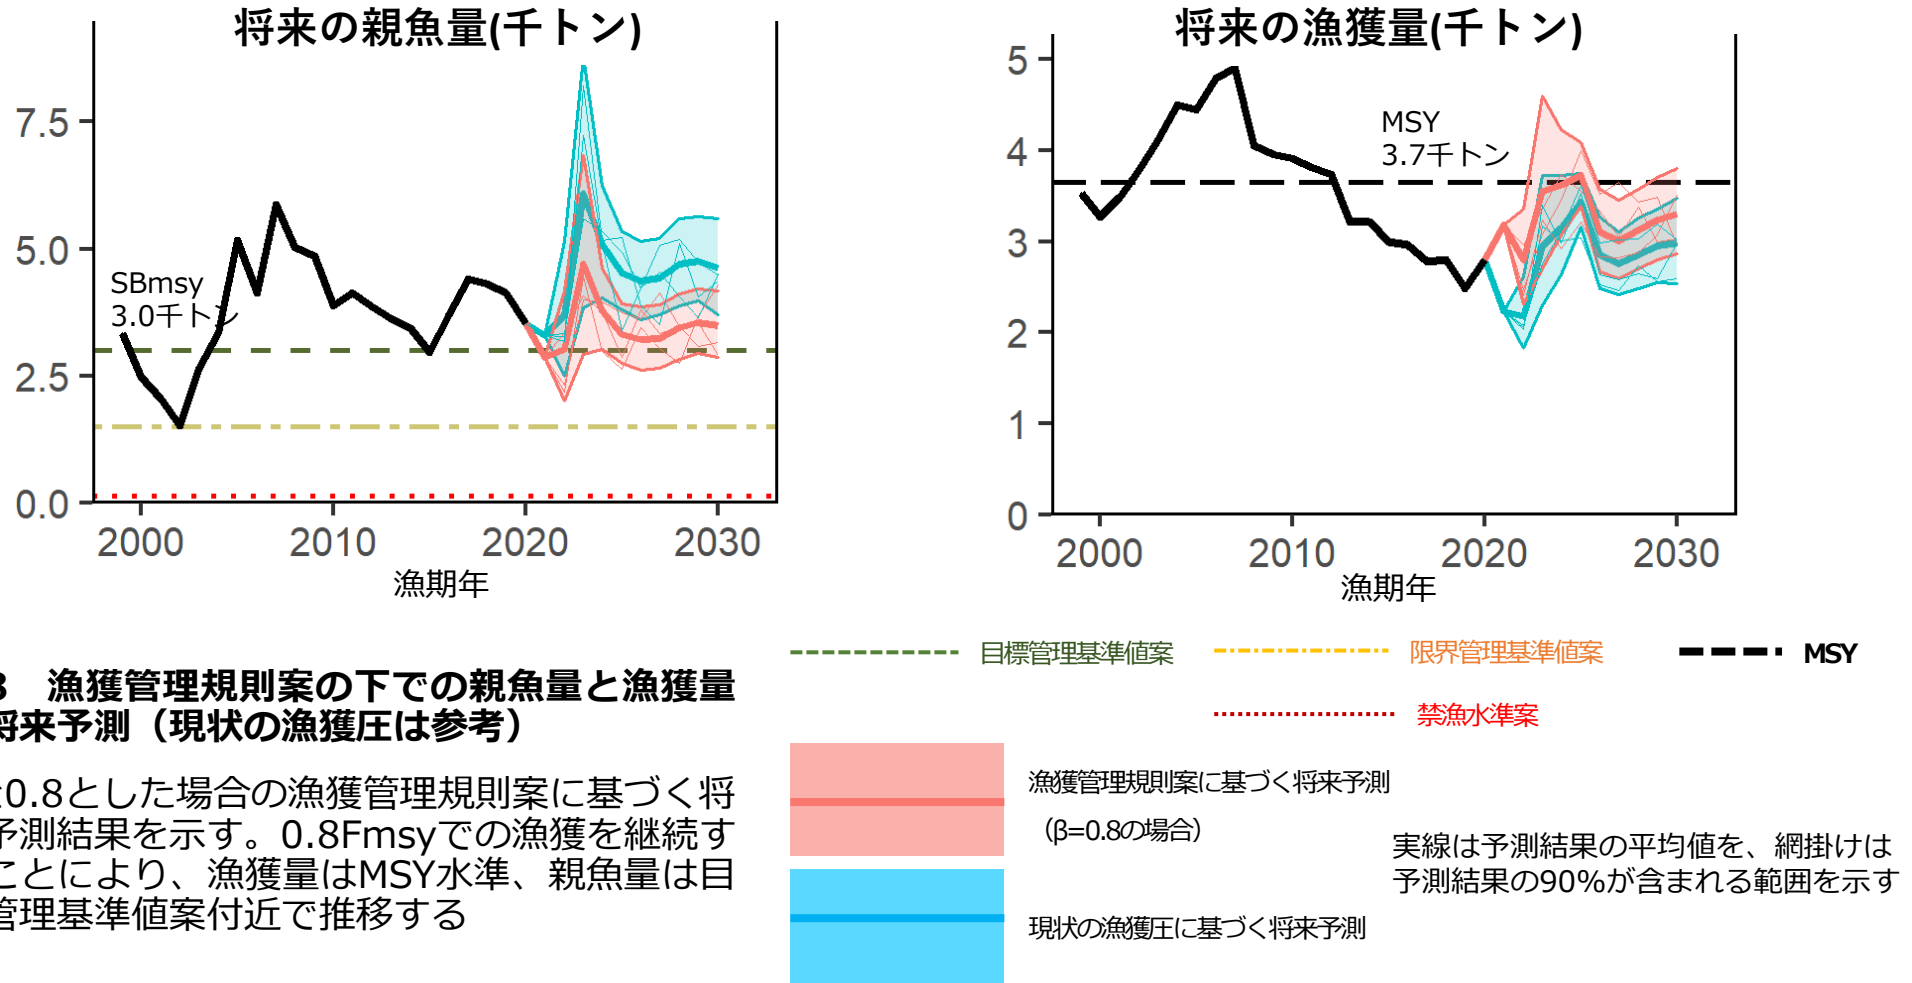 将来の親魚量(千トン)
7.5
5.0
2.5
0.0
SBmsy
3.0千トン
2000
2010
2020
2030
漁期年
将来の漁獲量(千トン)
5
4
3
2
1
0
MSY
3.7千トン
2000
2010
2020
2030
漁期年
目標管理基準値案
限界管理基準値案
MSY
禁漁水準案
漁獲管理規則案の下での親魚量と漁獲量
将来予測（現状の漁獲圧は参考）
0.8とした場合の漁獲管理規則案に基づく将
予測結果を示す。0.8Fmsyでの漁獲を継続す
ことにより、漁獲量はMSY水準、親魚量は目
管理基準値案付近で推移する
漁獲管理規則案に基づく将来予測
（β=0.8の場合）
現状の漁獲圧に基づく将来予測
実線は予測結果の平均値を、網掛けは
予測結果の90%が含まれる範囲を示す